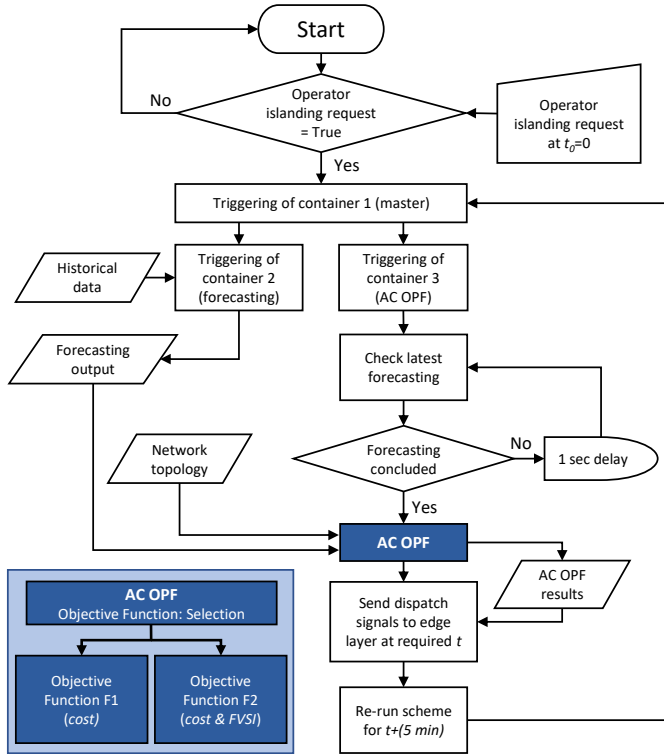 Start
No
Operator
islanding request
= True
Operator
islanding request
at t₀=0
Yes
Triggering of container 1 (master)
Historical
data
Triggering of
container 2
(forecasting)
Triggering of
container 3
(AC OPF)
Forecasting
output
Check latest
forecasting
Network
topology
Forecasting
concluded
No
1 sec delay
Yes
AC OPF
AC OPF
results
Send dispatch
signals to edge
layer at required t
Re-run scheme
for t+(5 min)
AC OPF
Objective Function: Selection
Objective
Function F1
(cost)
Objective
Function F2
(cost & FVSI)